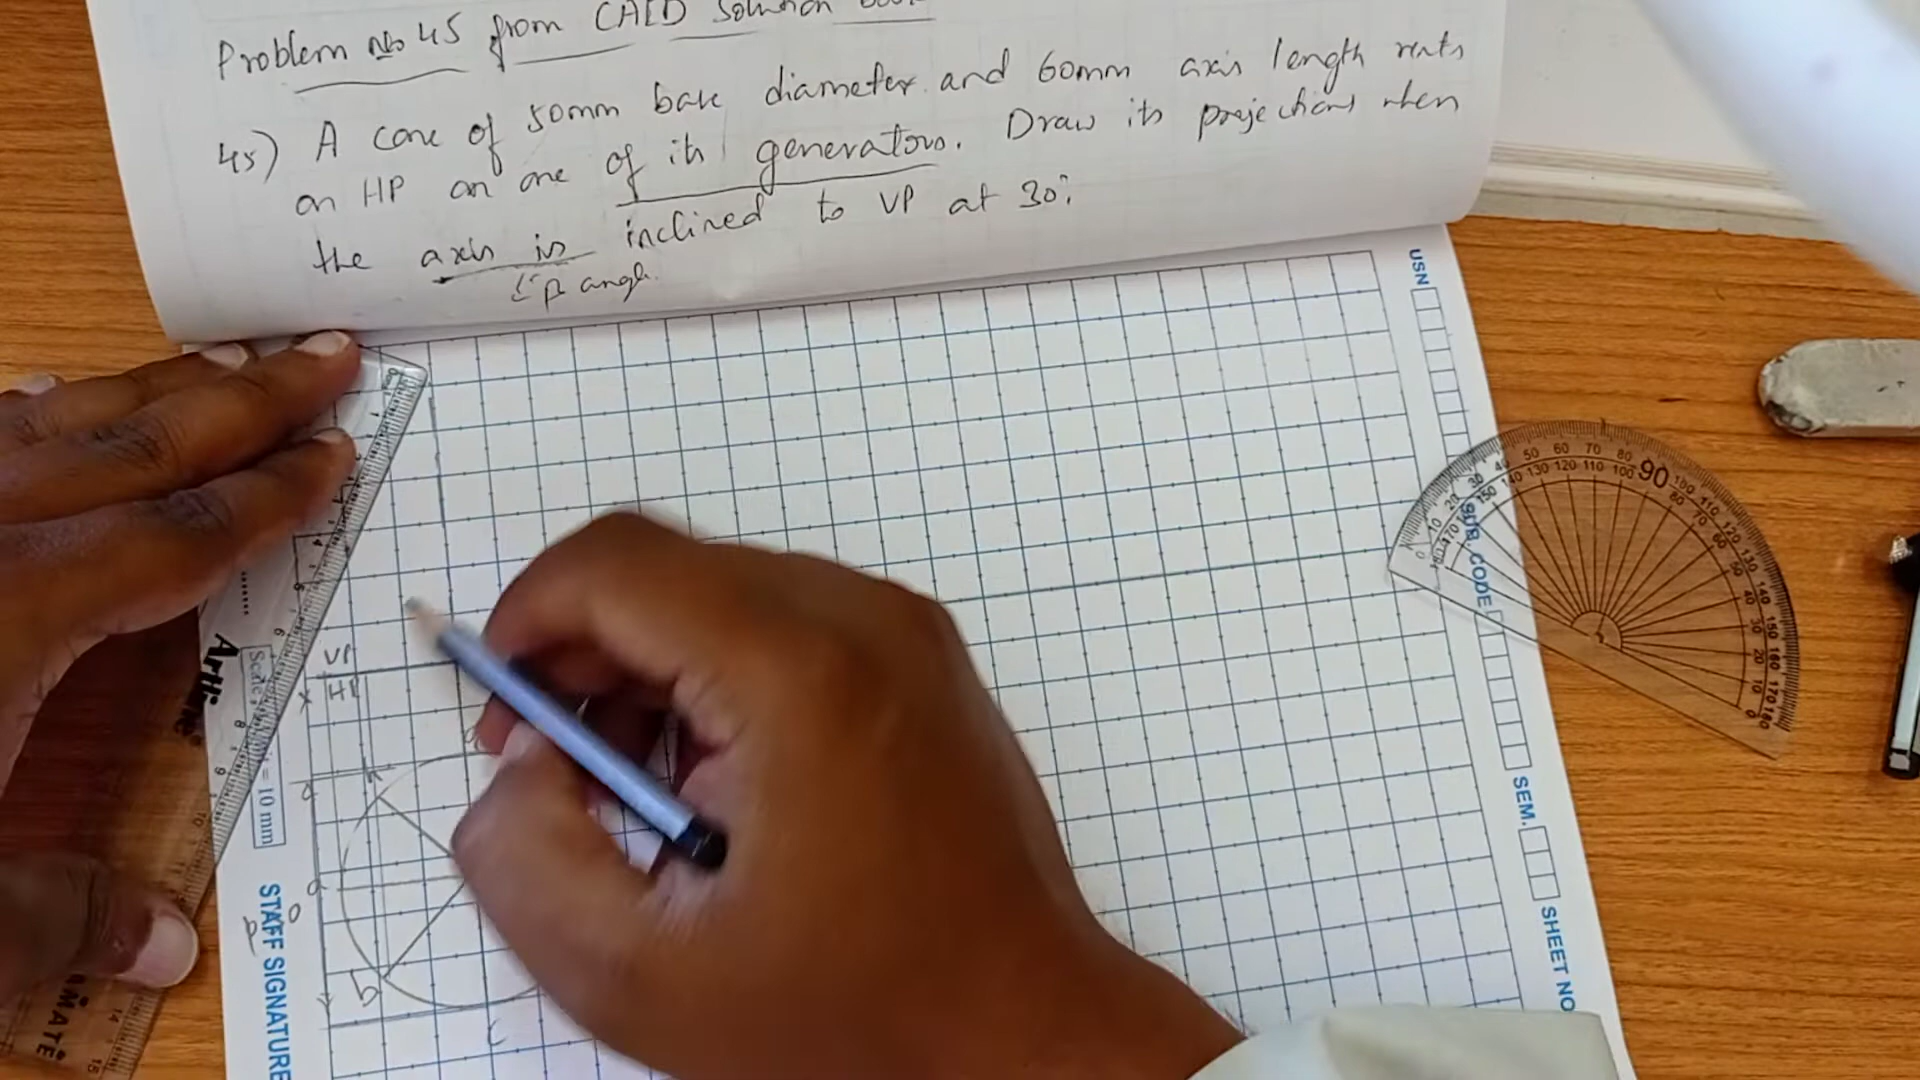 Problem No 45 from CAED Solution
45) A cone of 50mm base diameter and 60mm axis length rests
on HP on one of its generators. Draw its projections when
the axis is inclined to VP at 30°.
β angle.
USN
SUB. CODE
SEM.
SHEET NO
VP
X HP
d
h
a
b
c
50
= 10 mm
STAFF SIGNATURE